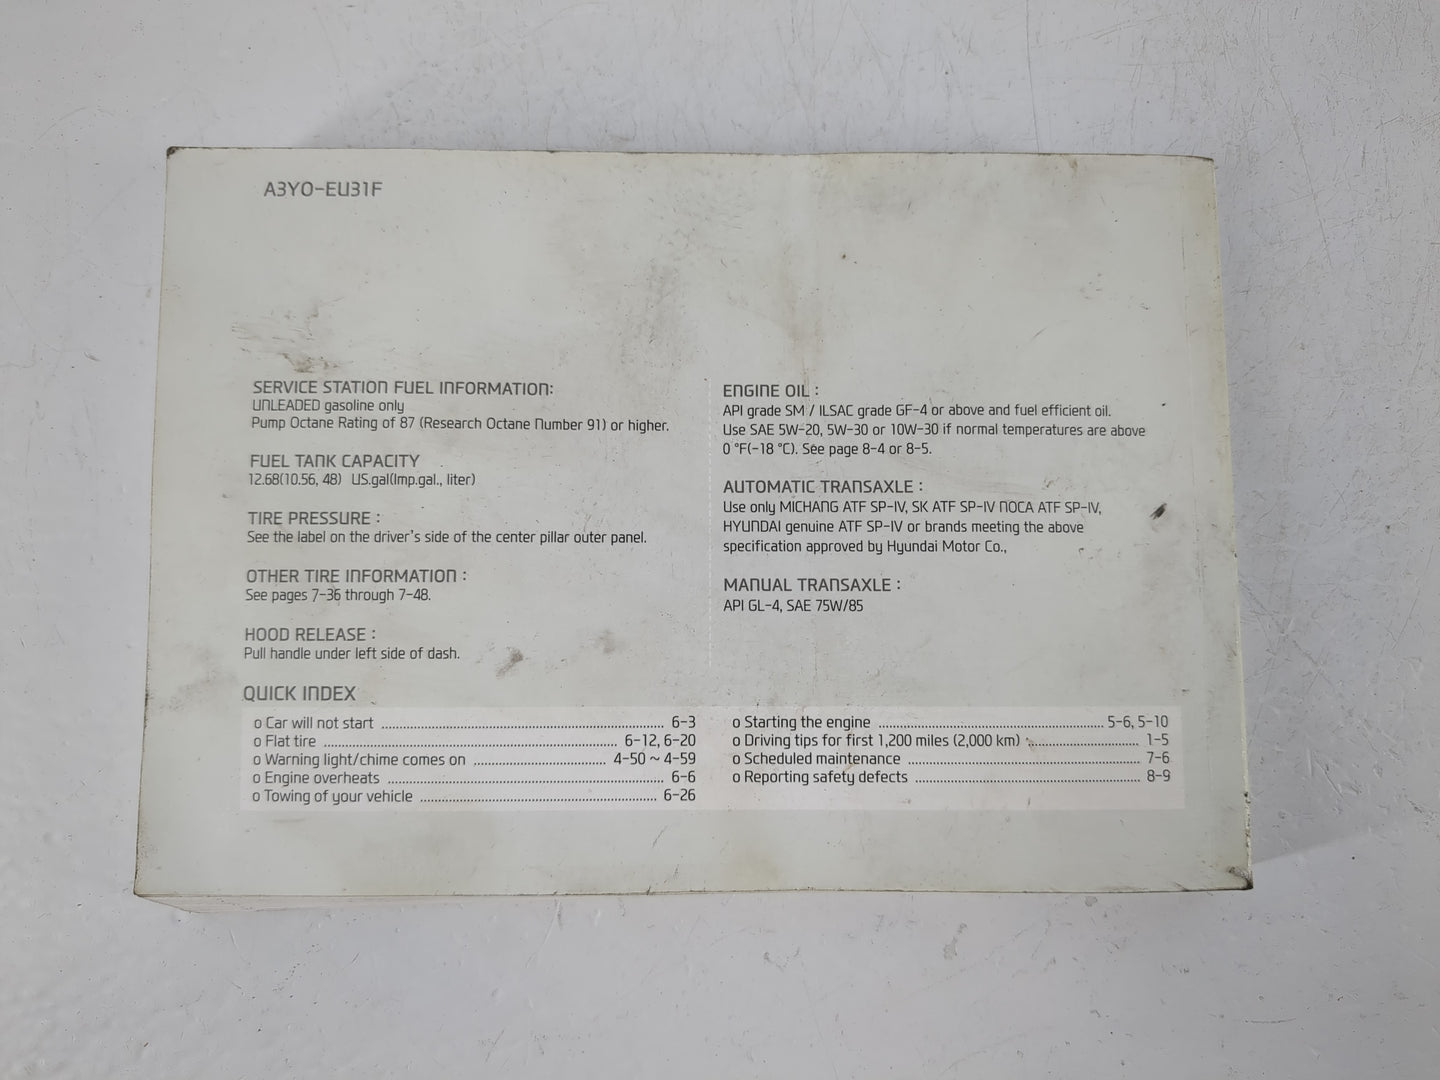 A3YO-EU31F
SERVICE STATION FUEL INFORMATION:
UNLEADED gasoline only
Pump Octane Rating of 87 (Research Octane Number 91) or higher.
FUEL TANK CAPACITY
12.68(10.56, 48) US.gal(Imp.gal., liter)
TIRE PRESSURE :
See the label on the driver's side of the center pillar outer panel.
OTHER TIRE INFORMATION :
See pages 7-36 through 7-48.
HOOD RELEASE :
Pull handle under left side of dash.
ENGINE OIL :
API grade SM / ILSAC grade GF-4 or above and fuel efficient oil.
Use SAE 5W-20, 5W-30 or 10W-30 if normal temperatures are above
0 °F(-18 °C). See page 8-4 or 8-5.
AUTOMATIC TRANSAXLE :
Use only MICHANG ATF SP-IV, SK ATF SP-IV NOCA ATF SP-IV,
HYUNDAI genuine ATF SP-IV or brands meeting the above
specification approved by Hyundai Motor Co.,
MANUAL TRANSAXLE :
API GL-4, SAE 75W/85
QUICK INDEX
o Car will not start ........ 6-3
o Flat tire ........ 6-12, 6-20
o Warning light/chime comes on ........ 4-50 ~ 4-59
o Engine overheats ........ 6-6
o Towing of your vehicle ........ 6-26
o Starting the engine ........ 5-6, 5-10
o Driving tips for first 1,200 miles (2,000 km) ........ 1-5
o Scheduled maintenance ........ 7-6
o Reporting safety defects ........ 8-9